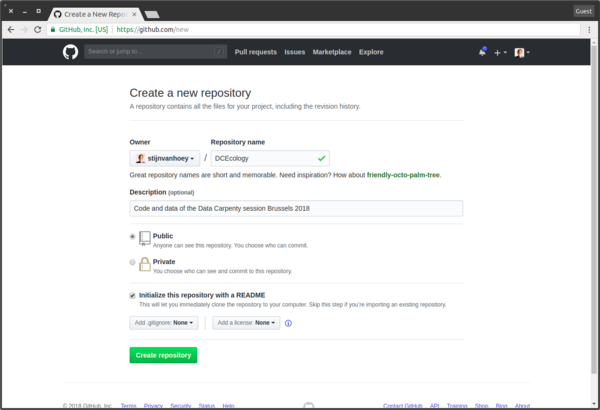 Create a New Repos
Guest
GitHub, Inc. [US] https://github.com/new
Search or jump to... / Pull requests Issues Marketplace Explore
Create a new repository
A repository contains all the files for your project, including the revision history.
Owner Repository name
stijnvanhoey / DCEcology
Great repository names are short and memorable. Need inspiration? How about friendly-octo-palm-tree.
Description (optional)
Code and data of the Data Carpenty session Brussels 2018
Public
Anyone can see this repository. You choose who can commit.
Private
You choose who can see and commit to this repository.
Initialize this repository with a README
This will let you immediately clone the repository to your computer. Skip this step if you're importing an existing repository.
Add .gitignore: None Add a license: None
Create repository
© 2018 GitHub, Inc. Terms Privacy Security Status Help Contact GitHub API Training Shop Blog About